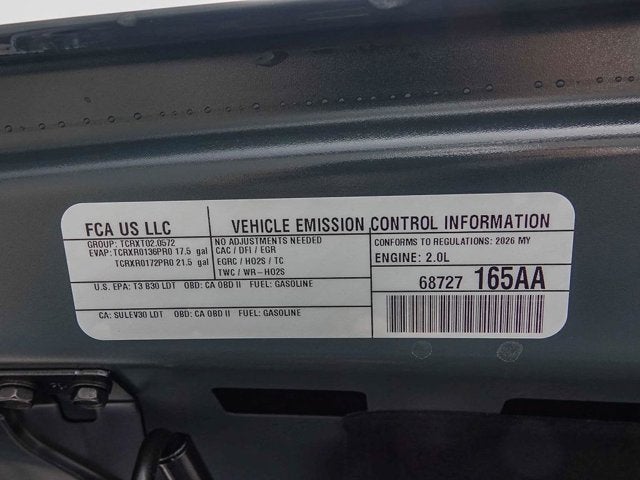 FCA US LLC
GROUP: TCRXT02.0572
EVAP: TCRXR0136PR0 17.5 gal
TCRXR0172PR0 21.5 gal
VEHICLE EMISSION CONTROL INFORMATION
NO ADJUSTMENTS NEEDED
CAC / DFI / EGR
EGRC / HO2S / TC
TWC / WR-HO2S
CONFORMS TO REGULATIONS: 2026 MY
ENGINE: 2.0L
U.S. EPA: T3 B30 LDT OBD: CA OBD II FUEL: GASOLINE
CA: SULEV30 LDT OBD: CA OBD II FUEL: GASOLINE
68727 165AA